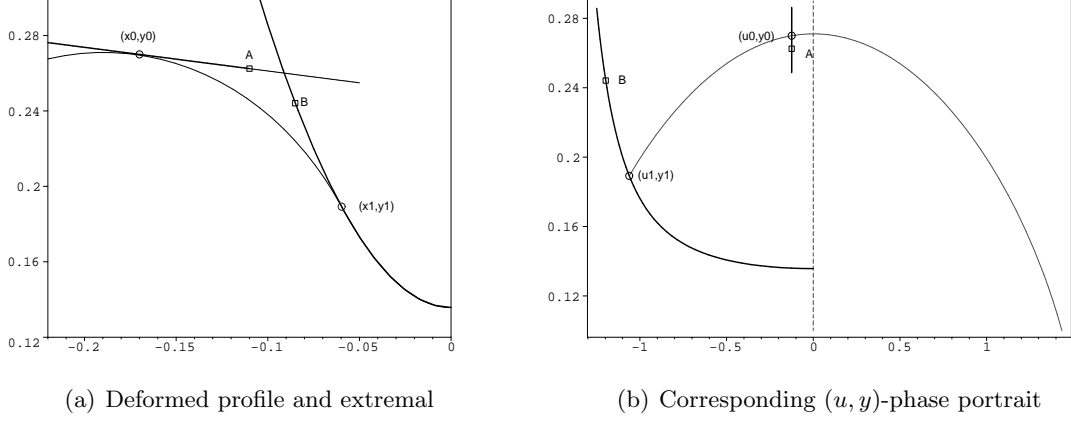 0.28
0.24
0.2
0.16
0.12
−0.2
−0.15
−0.1
−0.05
0
(x0,y0)
A
B
(x1,y1)
0.28
0.24
0.2
0.16
0.12
−1
−0.5
0
0.5
1
(u0,y0)
A
B
(u1,y1)
(a) Deformed profile and extremal
(b) Corresponding (u, y)-phase portrait